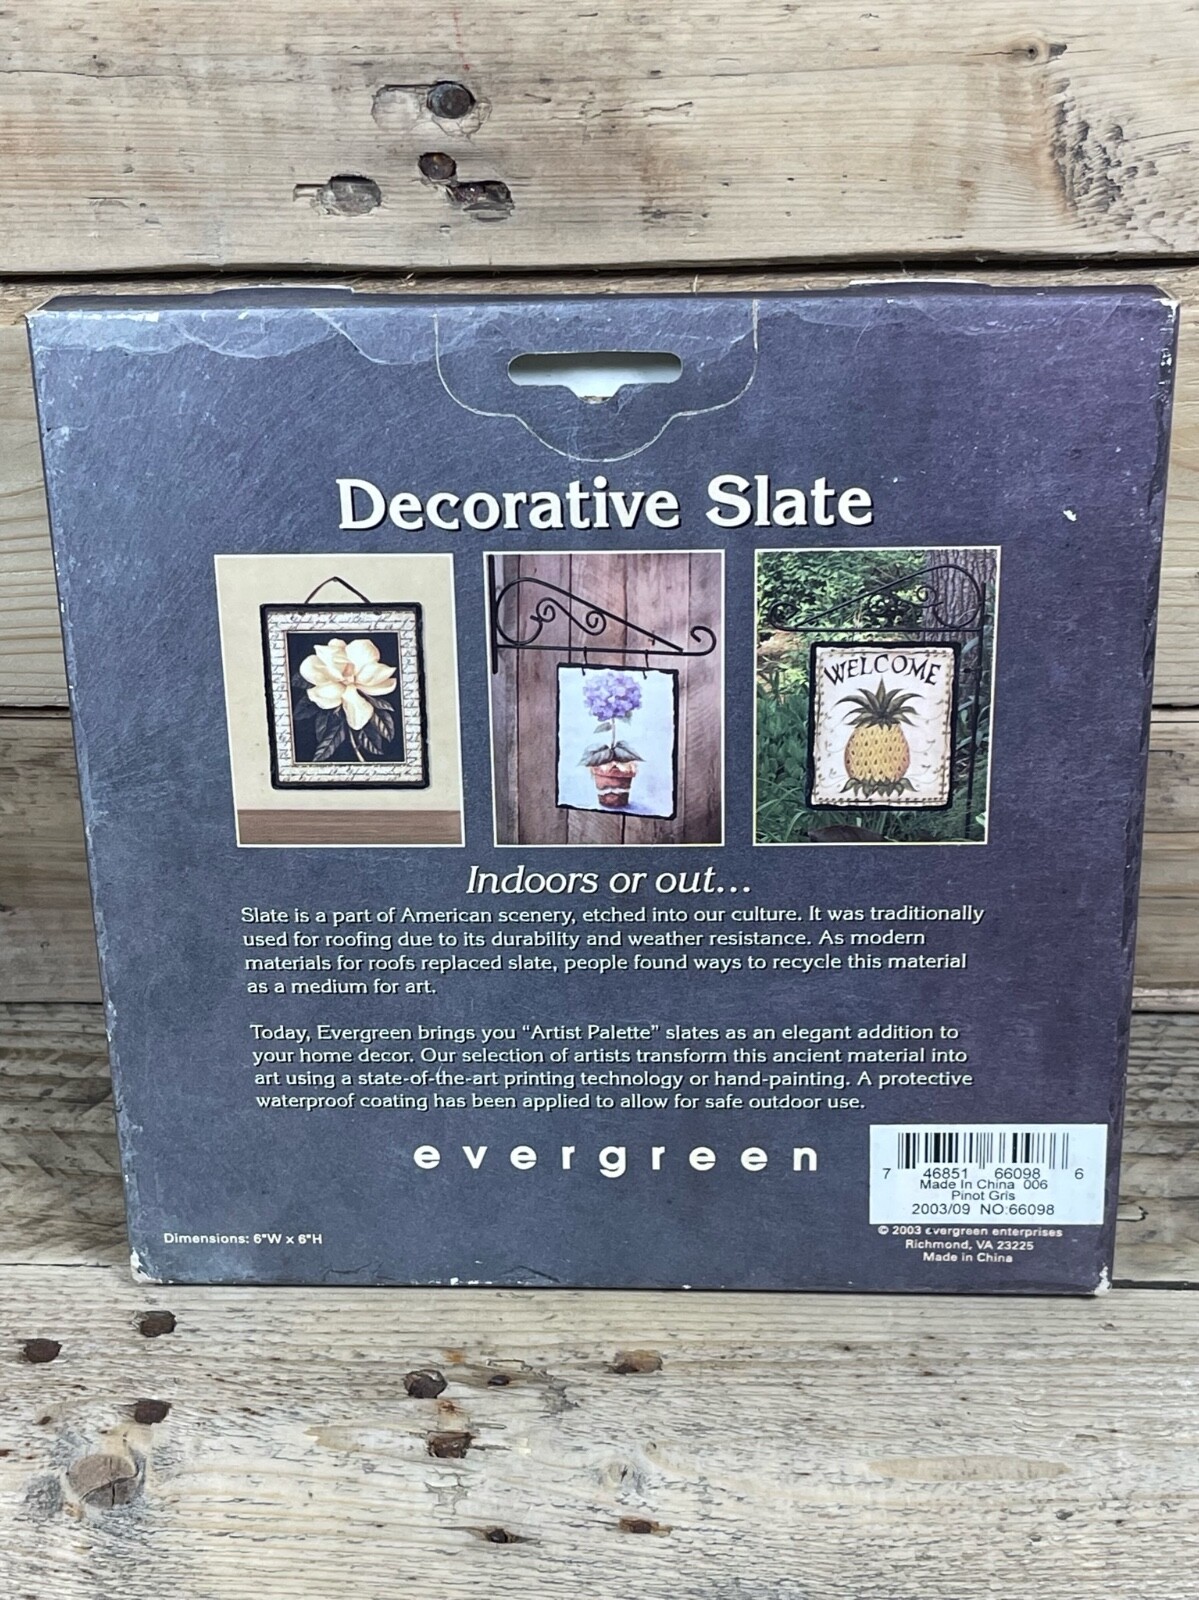 Decorative Slate
WELCOME
Indoors or out...
Slate is a part of American scenery, etched into our culture. It was traditionally
used for roofing due to its durability and weather resistance. As modern
materials for roofs replaced slate, people found ways to recycle this material
as a medium for art.
Today, Evergreen brings you “Artist Palette” slates as an elegant addition to
your home decor. Our selection of artists transform this ancient material into
art using a state-of-the-art printing technology or hand-painting. A protective
waterproof coating has been applied to allow for safe outdoor use.
evergreen
7 46851 66098 6
Made In China 006
Pinot Gris
2003/09 NO:66098
© 2003 evergreen enterprises
Richmond, VA 23225
Made in China
Dimensions: 6"W x 6"H